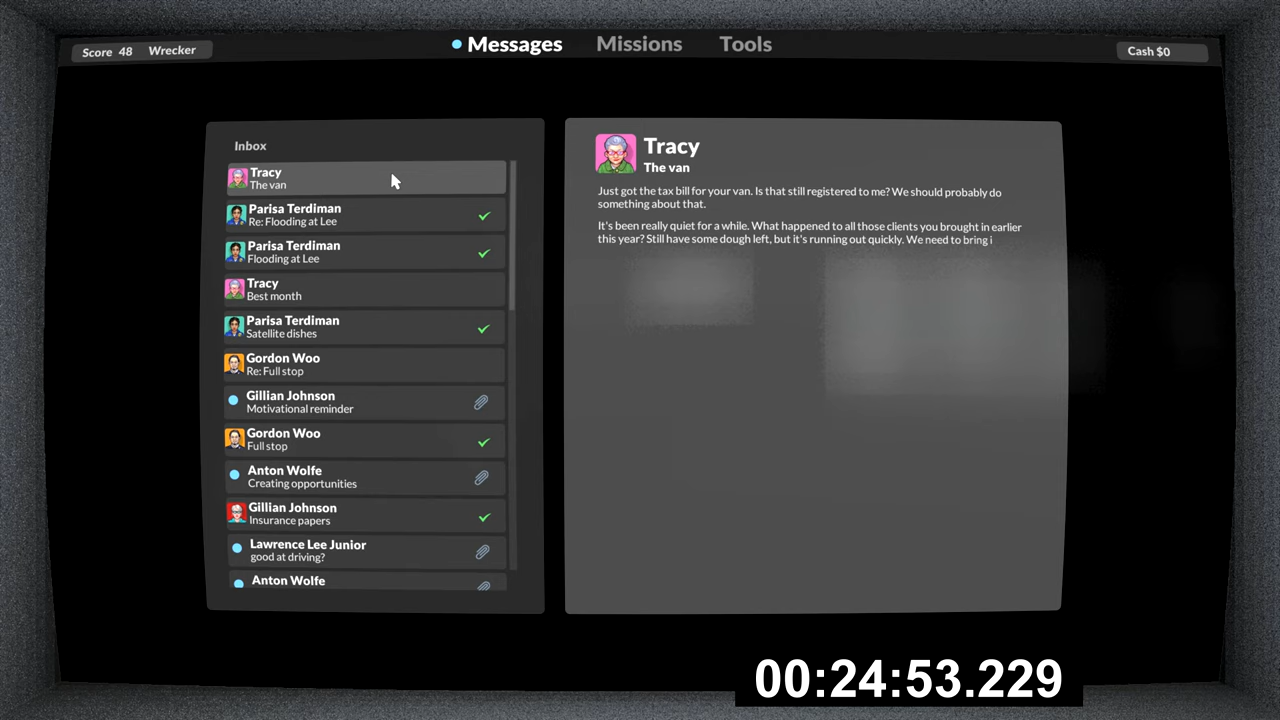 Score 48 Wrecker
Messages Missions Tools
Cash $0
Inbox
Tracy
The van
Parisa Terdiman
Re: Flooding at Lee
Parisa Terdiman
Flooding at Lee
Tracy
Best month
Parisa Terdiman
Satellite dishes
Gordon Woo
Re: Full stop
Gillian Johnson
Motivational reminder
Gordon Woo
Full stop
Anton Wolfe
Creating opportunities
Gillian Johnson
Insurance papers
Lawrence Lee Junior
good at driving?
Anton Wolfe
Tracy
The van
Just got the tax bill for your van. Is that still registered to me? We should probably do
something about that.
It's been really quiet for a while. What happened to all those clients you brought in earlier
this year? Still have some dough left, but it's running out quickly. We need to bring i
00:24:53.229